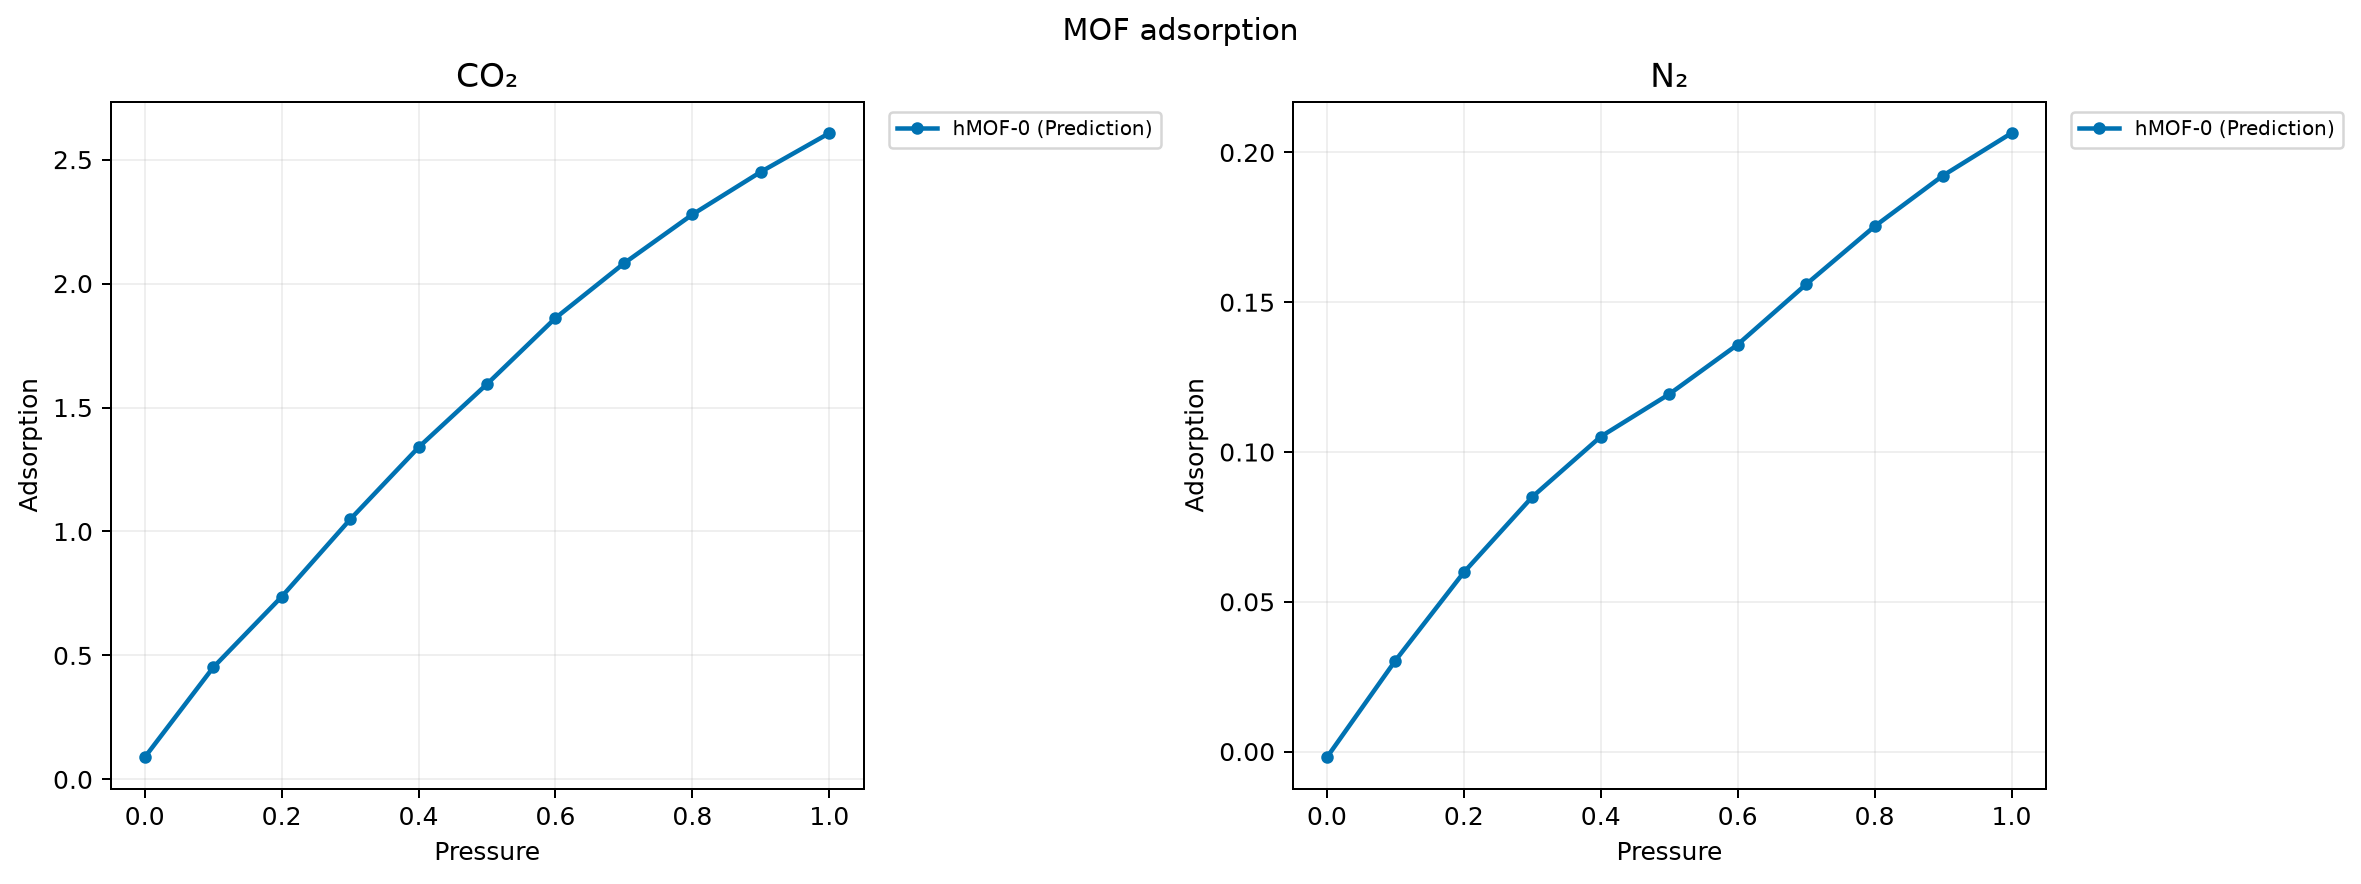 MOF adsorption
CO₂
2.5
2.0
1.5
1.0
0.5
0.0
Adsorption
0.0 0.2 0.4 0.6 0.8 1.0
Pressure
hMOF-0 (Prediction)
N₂
0.20
0.15
0.10
0.05
0.00
Adsorption
0.0 0.2 0.4 0.6 0.8 1.0
Pressure
hMOF-0 (Prediction)